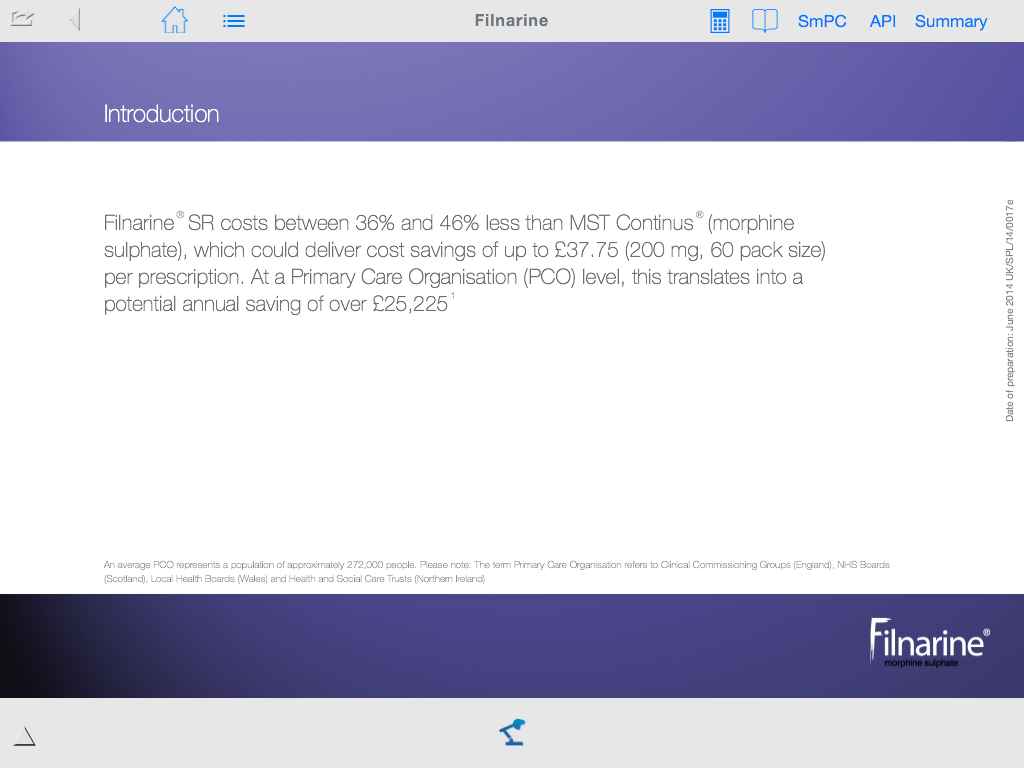 Filnarine
SmPC
API
Summary
Introduction
Filnarine® SR costs between 36% and 46% less than MST Continus® (morphine
sulphate), which could deliver cost savings of up to £37.75 (200 mg, 60 pack size)
per prescription. At a Primary Care Organisation (PCO) level, this translates into a
potential annual saving of over £25,225¹
Date of preparation: June 2014 UK/SPL/14/0017e
An average PCO represents a population of approximately 272,000 people. Please note: The term Primary Care Organisation refers to Clinical Commissioning Groups (England), NHS Boards
(Scotland), Local Health Boards (Wales) and Health and Social Care Trusts (Northern Ireland)
Filnarine®
morphine sulphate